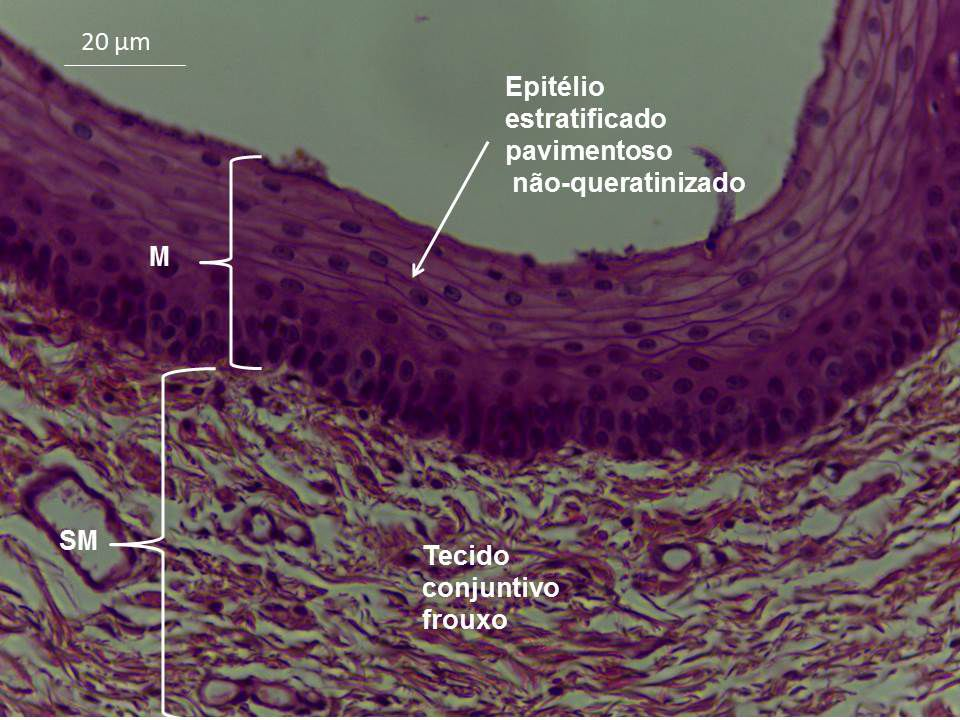 20 µm
Epitélio
estratificado
pavimentoso
não-queratinizado
M
SM
Tecido
conjuntivo
frouxo